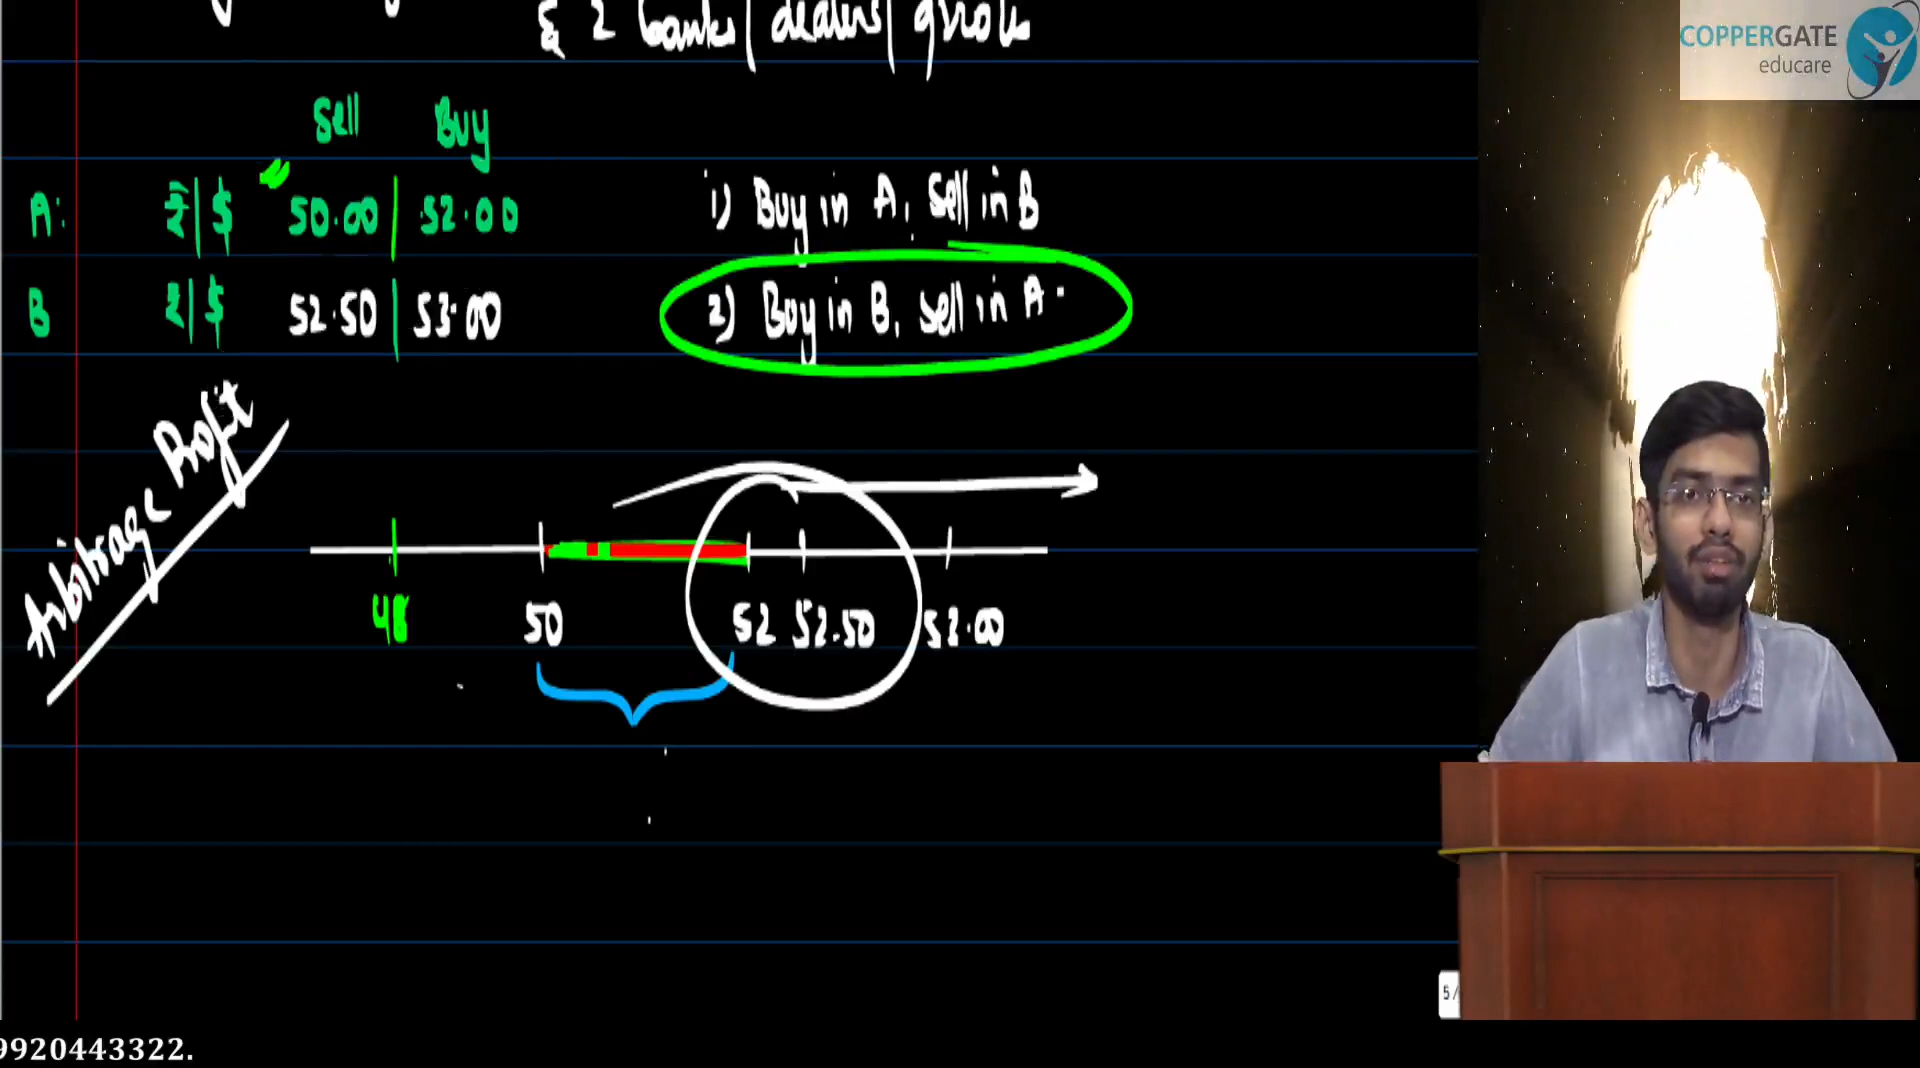 & 2 banks | dealers | quote
COPPERGATE
educare
Sell Buy
A: ₹|$ 50.00 | 52.00
B ₹|$ 52.50 | 53.00
1) Buy in A, Sell in B
2) Buy in B, Sell in A.
Arbitrage Profit
48 50 52 52.50 53.00
5/
9920443322.